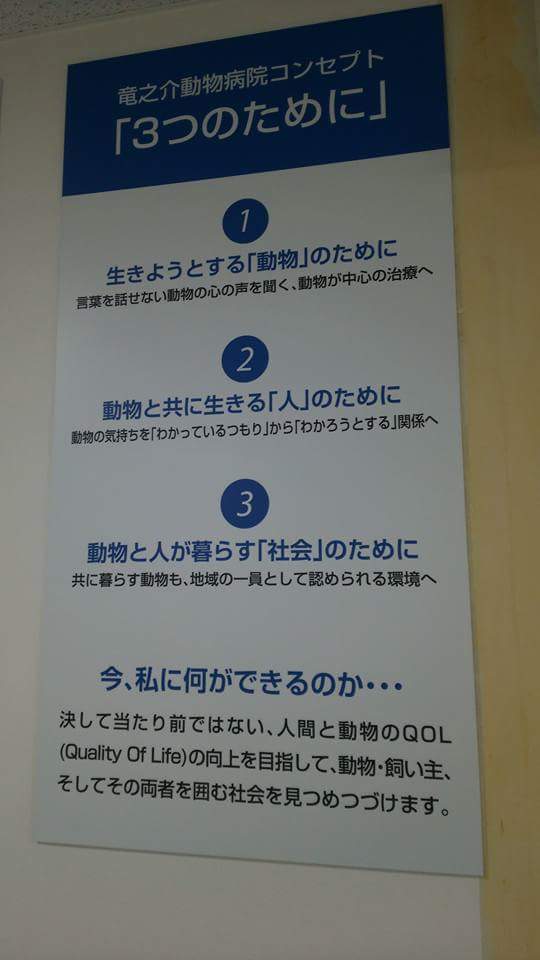 竜之介動物病院コンセプト
「3つのために」
1
生きようとする「動物」のために
言葉を話せない動物の心の声を聞く、動物が中心の治療へ
2
動物と共に生きる「人」のために
動物の気持ちを「わかっているつもり」から「わかろうとする」関係へ
3
動物と人が暮らす「社会」のために
共に暮らす動物も、地域の一員として認められる環境へ
今、私に何ができるのか・・・
決して当たり前ではない、人間と動物のQOL
(Quality Of Life)の向上を目指して、動物・飼い主、
そしてその両者を囲む社会を見つめつづけます。